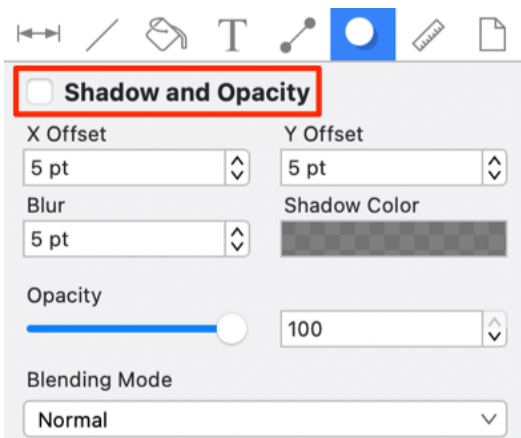 T
Shadow and Opacity
X Offset Y Offset
5 pt 5 pt
Blur Shadow Color
5 pt
Opacity
100
Blending Mode
Normal